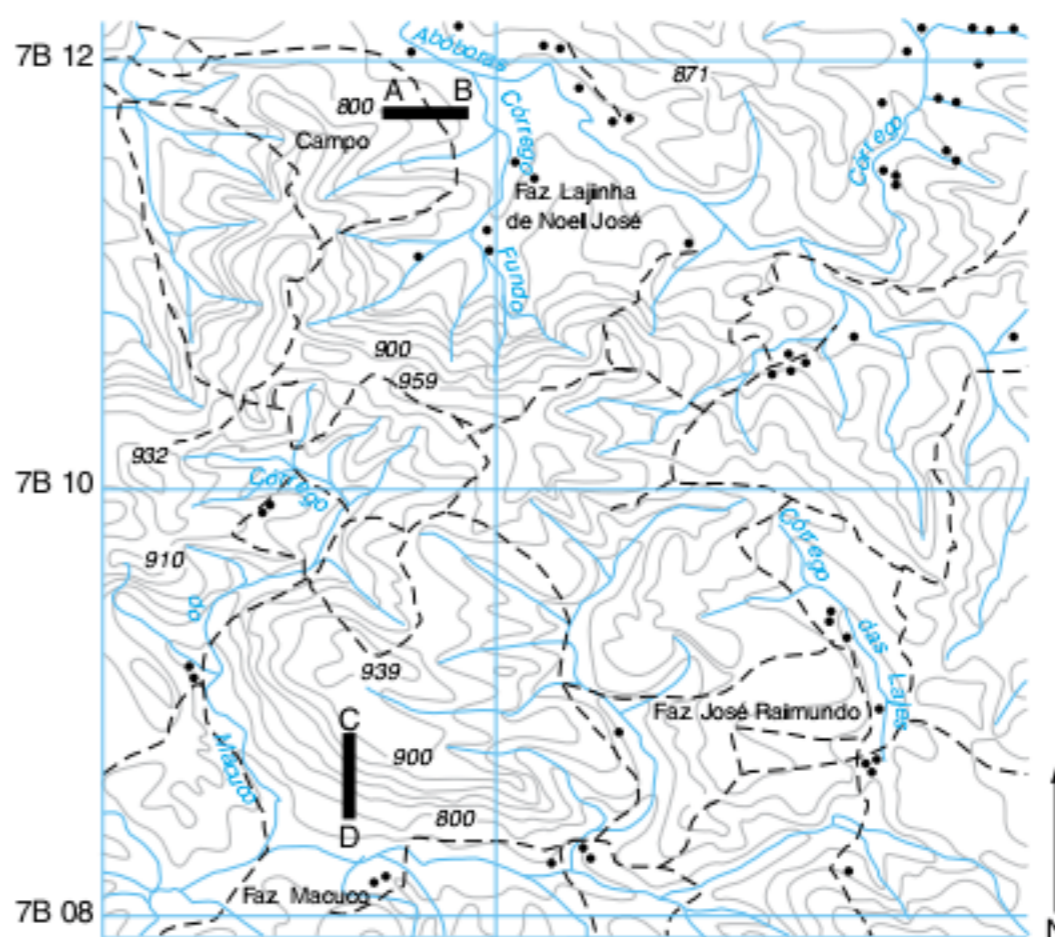 7B 12
Abóboras
871
800
A B
Campo
Córrego
Córrego
Faz Lajinha
de Noel José
Fundo
900
959
932
7B 10
Córrego
Córrego
910
do
das
939
Lajes
Faz José Raimundo
C
Macuco
900
800
D
Faz Macuco
7B 08
N